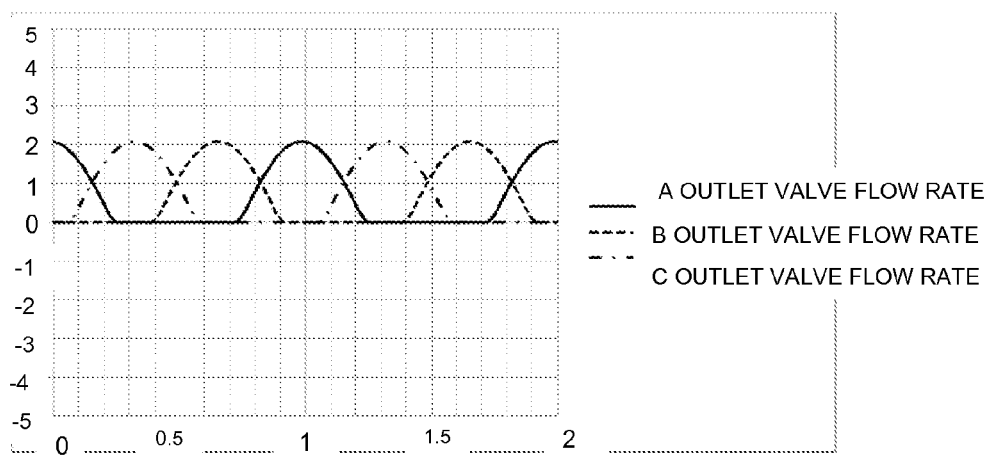 5
4
3
2
1
0
-1
-2
-3
-4
-5
0 0.5 1 1.5 2
A OUTLET VALVE FLOW RATE
B OUTLET VALVE FLOW RATE
C OUTLET VALVE FLOW RATE